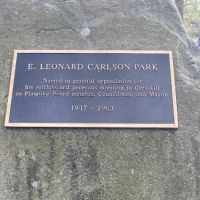 E. LEONARD CARLSON PARK
Named in grateful appreciation for
his selfless and generous devotion to Cresskill
as Planning Board member, Councilman, and Mayor
1947 - 1963